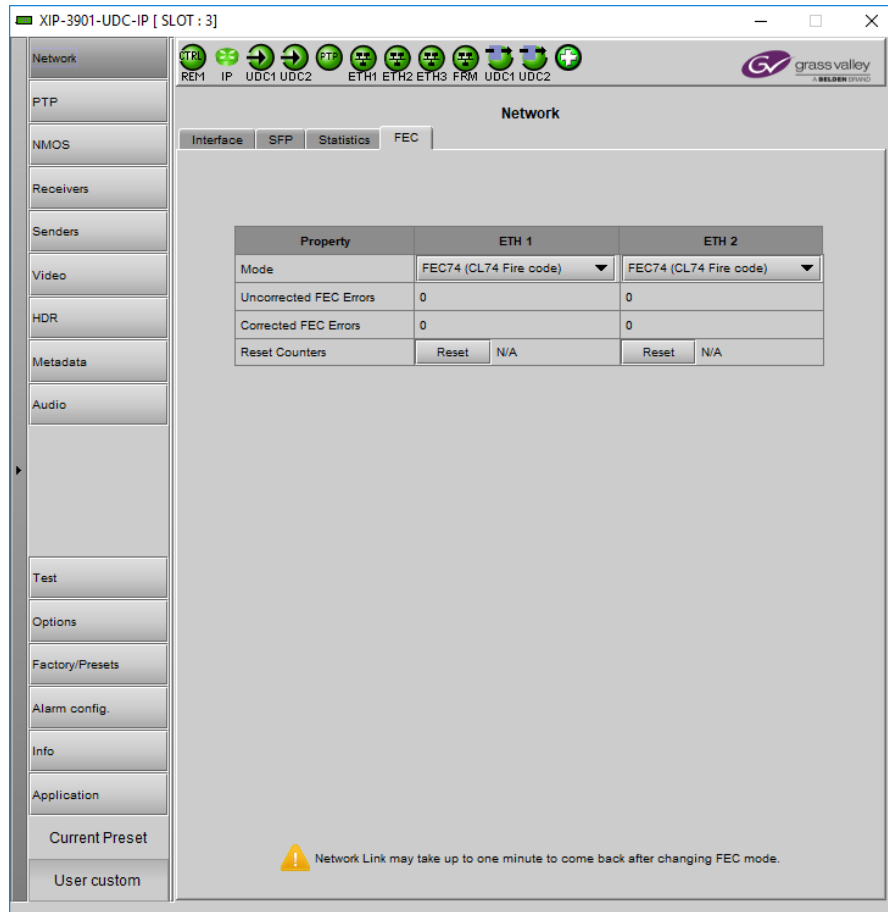 XIP-3901-UDC-IP [ SLOT : 3]
Network
PTP
NMOS
Receivers
Senders
Video
HDR
Metadata
Audio
Test
Options
Factory/Presets
Alarm config.
Info
Application
Current Preset
User custom
CTRL PTP
REM IP UDC1 UDC2 ETH1 ETH2 ETH3 FRM UDC1 UDC2
GV grass valley
A BELDEN BRAND
Network
Interface SFP Statistics FEC
Property ETH 1 ETH 2
Mode FEC74 (CL74 Fire code) FEC74 (CL74 Fire code)
Uncorrected FEC Errors 0 0
Corrected FEC Errors 0 0
Reset Counters Reset N/A Reset N/A
Network Link may take up to one minute to come back after changing FEC mode.